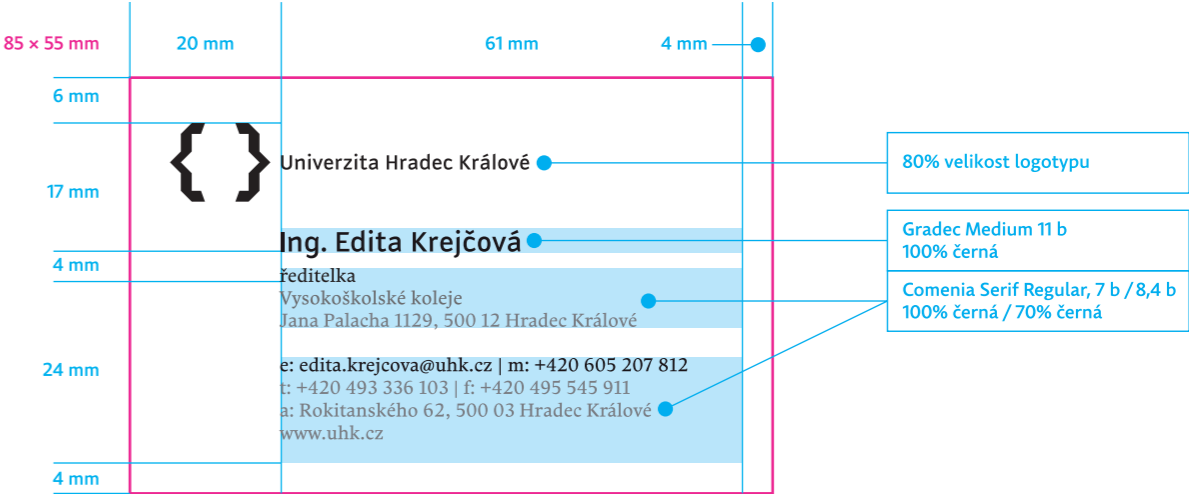 85 × 55 mm
20 mm
61 mm
4 mm
6 mm
17 mm
4 mm
24 mm
4 mm
Univerzita Hradec Králové
Ing. Edita Krejčová
ředitelka
Vysokoškolské koleje
Jana Palacha 1129, 500 12 Hradec Králové
e: edita.krejcova@uhk.cz | m: +420 605 207 812
t: +420 493 336 103 | f: +420 495 545 911
a: Rokitanského 62, 500 03 Hradec Králové
www.uhk.cz
80% velikost logotypu
Gradec Medium 11 b
100% černá
Comenia Serif Regular, 7 b / 8,4 b
100% černá / 70% černá